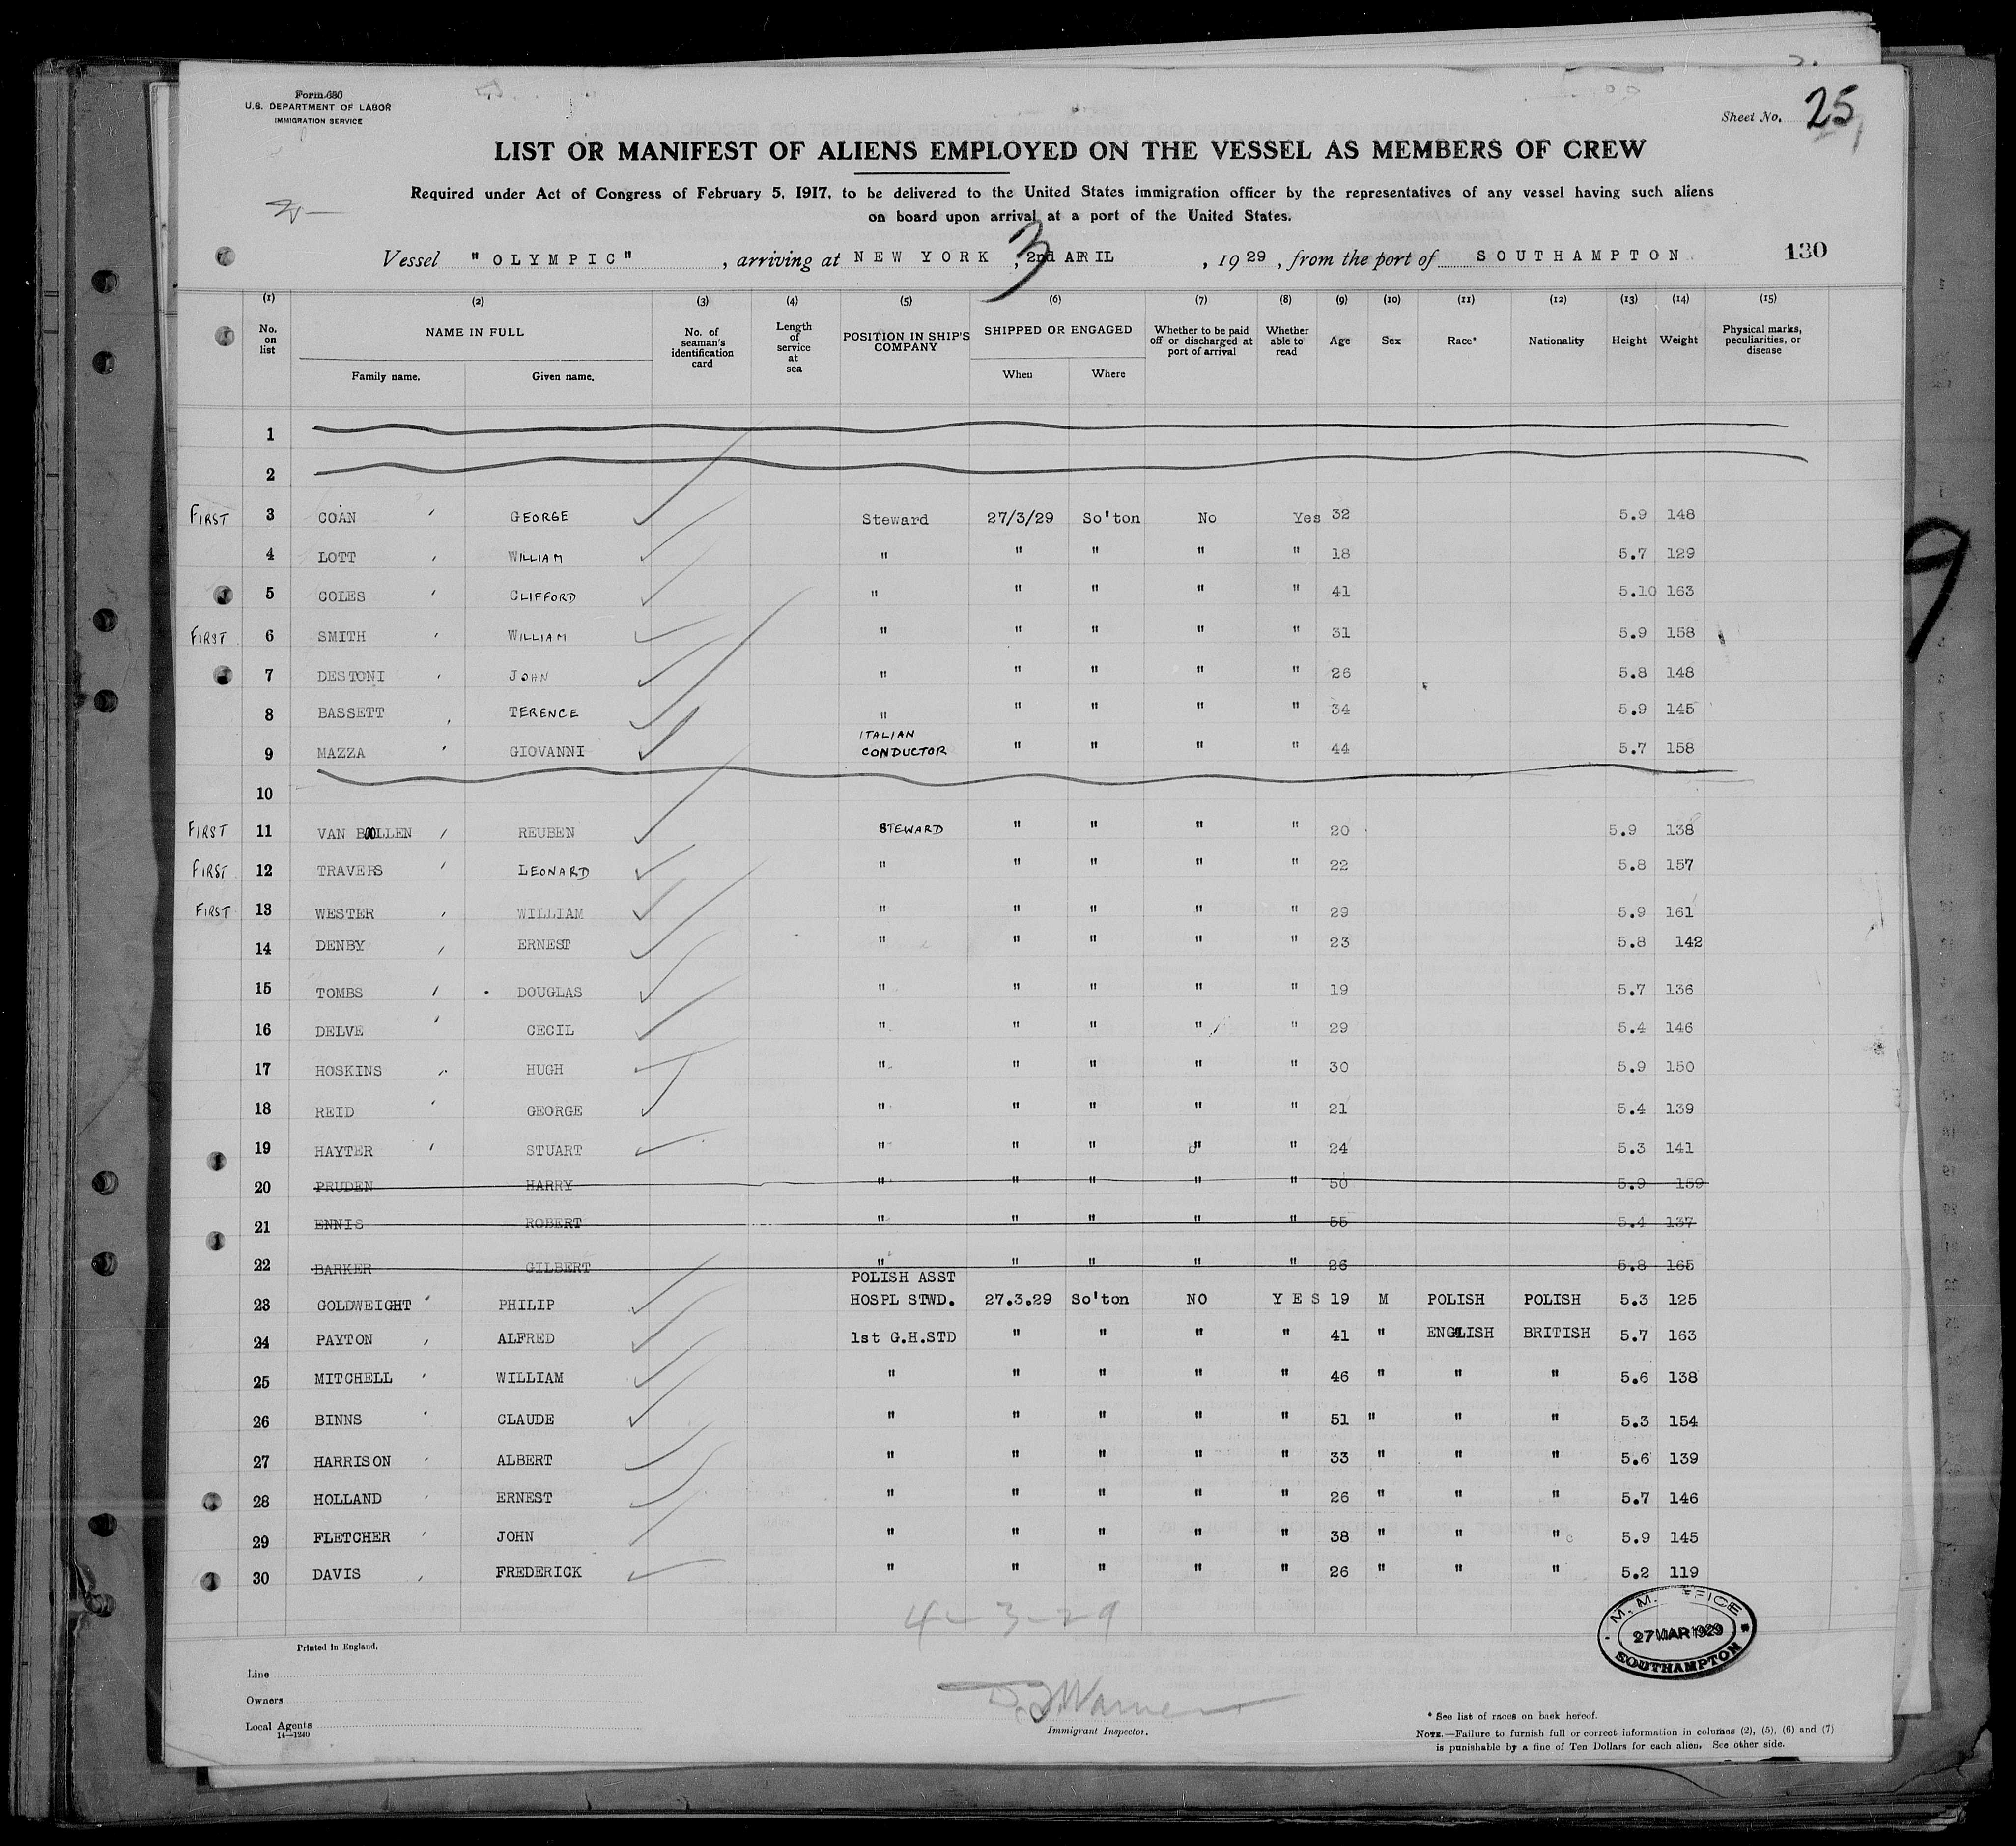 Form 686
U.S. DEPARTMENT OF LABOR
IMMIGRATION SERVICE
Sheet No. 25
LIST OR MANIFEST OF ALIENS EMPLOYED ON THE VESSEL AS MEMBERS OF CREW
Required under Act of Congress of February 5, 1917, to be delivered to the United States immigration officer by the representatives of any vessel having such aliens
on board upon arrival at a port of the United States.
Vessel "OLYMPIC", arriving at NEW YORK, 3 2nd APRIL, 1929, from the port of SOUTHAMPTON 130
(1) (2) (3) (4) (5) (6) (7) (8) (9) (10) (11) (12) (13) (14) (15)
No. on list NAME IN FULL No. of seaman's identification card Length of service at sea POSITION IN SHIP'S COMPANY SHIPPED OR ENGAGED Whether to be paid off or discharged at port of arrival Whether able to read Age Sex Race* Nationality Height Weight Physical marks, peculiarities, or disease
Family name. Given name. When Where
1
2
FIRST 3 COAN GEORGE Steward 27/3/29 So'ton No Yes 32 5.9 148
4 LOTT WILLIAM " " " " " 18 5.7 129
5 COLES CLIFFORD " " " " " 41 5.10 163
FIRST 6 SMITH WILLIAM " " " " " 31 5.9 158
7 DESTONI JOHN " " " " " 26 5.8 148
8 BASSETT TERENCE " " " " " 34 5.9 145
9 MAZZA GIOVANNI ITALIAN CONDUCTOR " " " " 44 5.7 158
10
FIRST 11 VAN BOOLLEN REUBEN STEWARD " " " " 20 5.9 138
FIRST 12 TRAVERS LEONARD " " " " " 22 5.8 157
FIRST 13 WESTER WILLIAM " " " " " 29 5.9 161
14 DENBY ERNEST " " " " " 23 5.8 142
15 TOMBS DOUGLAS " " " " " 19 5.7 136
16 DELVE CECIL " " " " " 29 5.4 146
17 HOSKINS HUGH " " " " " 30 5.9 150
18 REID GEORGE " " " " " 21 5.4 139
19 HAYTER STUART " " " " " 24 5.3 141
20 PRUDEN HARRY " " " " " 50 5.9 159
21 ENNIS ROBERT " " " " " 55 5.4 137
22 BARKER GILBERT " " " " " 26 5.8 165
23 GOLDWEIGHT PHILIP POLISH ASST HOSPL STWD. 27.3.29 So'ton NO YES 19 M POLISH POLISH 5.3 125
24 PAYTON ALFRED 1st G.H.STD " " " " 41 " ENGLISH BRITISH 5.7 163
25 MITCHELL WILLIAM " " " " " 46 " " " 5.6 138
26 BINNS CLAUDE " " " " " 51 " " " 5.3 154
27 HARRISON ALBERT " " " " " 33 " " " 5.6 139
28 HOLLAND ERNEST " " " " " 26 " " " 5.7 146
29 FLETCHER JOHN " " " " " 38 " " " 5.9 145
30 DAVIS FREDERICK " " " " " 26 " " " 5.2 119
4-3-29
M. M. OFFICE
27 MAR 1929
SOUTHAMPTON
9
Printed in England.
Line
Owners
Local Agents
14—1240
Immigrant Inspector.
* See list of races on back hereof.
NOTE.—Failure to furnish full or correct information in columns (2), (5), (6) and (7)
is punishable by a fine of Ten Dollars for each alien. See other side.